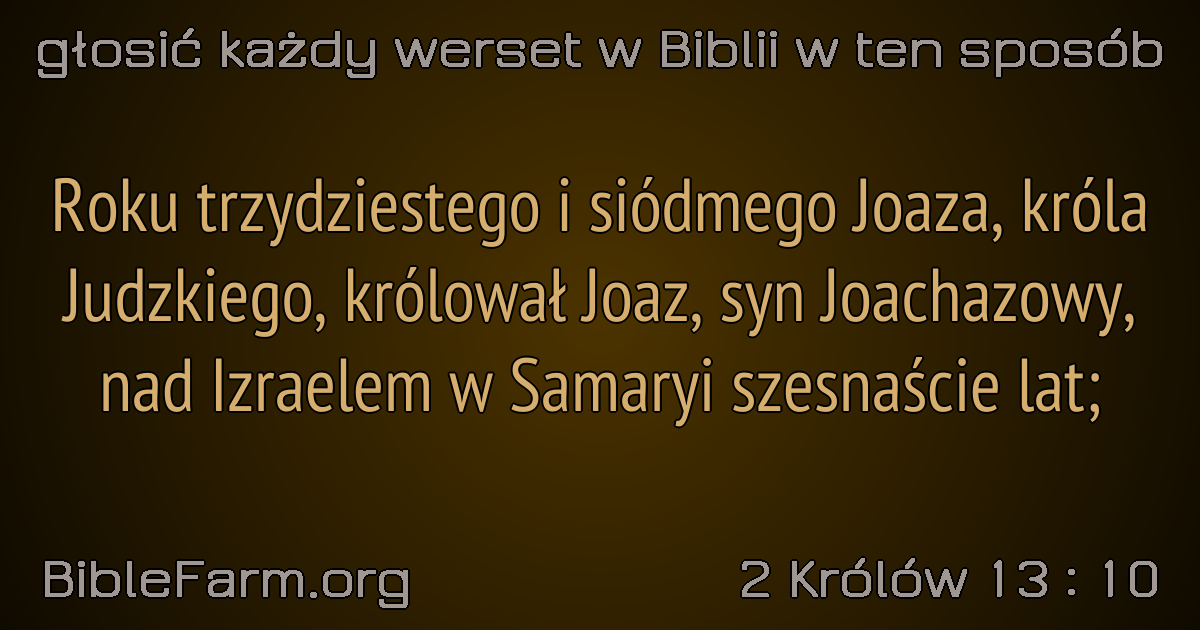 głosić każdy werset w Biblii w ten sposób
Roku trzydziestego i siódmego Joaza, króla
Judzkiego, królował Joaz, syn Joachazowy,
nad Izraelem w Samaryi szesnaście lat;
BibleFarm.org
2 Królów 13 : 10